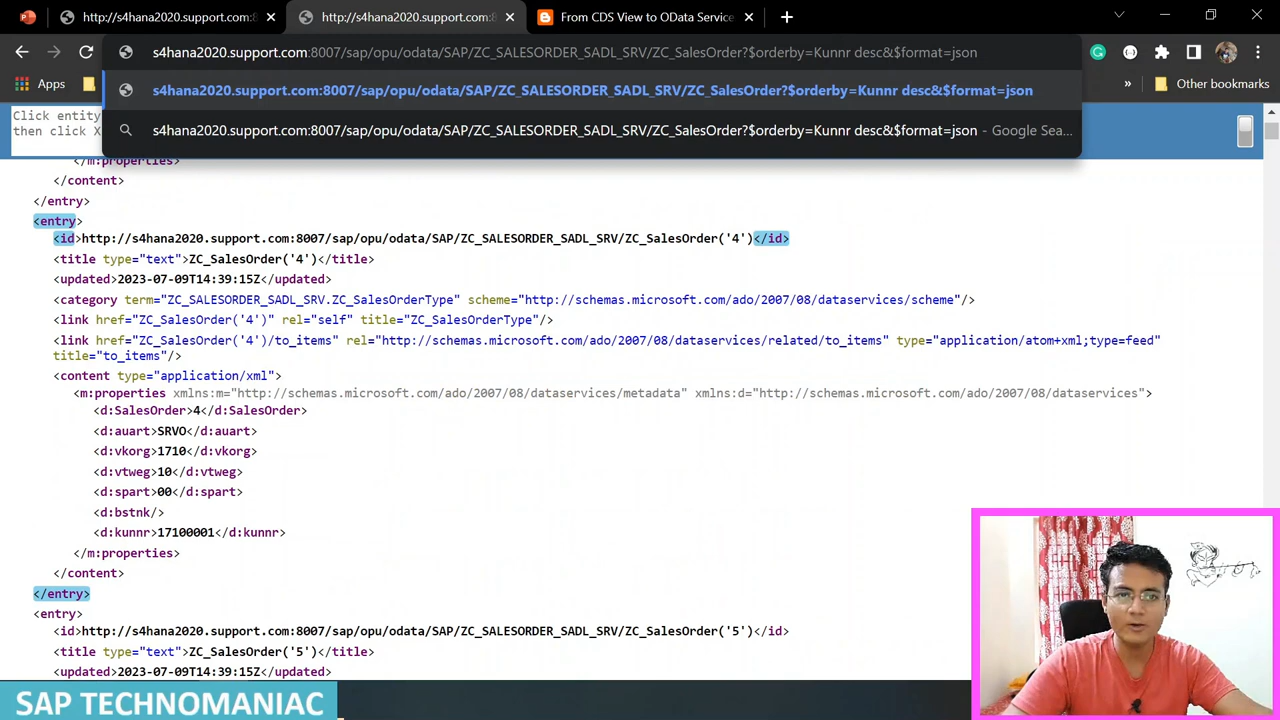 http://s4hana2020.support.com:8
http://s4hana2020.support.com:8
From CDS View to OData Service
s4hana2020.support.com:8007/sap/opu/odata/SAP/ZC_SALESORDER_SADL_SRV/ZC_SalesOrder?$orderby=Kunnr desc&$format=json
Apps
s4hana2020.support.com:8007/sap/opu/odata/SAP/ZC_SALESORDER_SADL_SRV/ZC_SalesOrder?$orderby=Kunnr desc&$format=json
» Other bookmarks
Click entity
then click X
s4hana2020.support.com:8007/sap/opu/odata/SAP/ZC_SALESORDER_SADL_SRV/ZC_SalesOrder?$orderby=Kunnr desc&$format=json - Google Sea...
</m:properties>
</content>
</entry>
<entry>
<id>http://s4hana2020.support.com:8007/sap/opu/odata/SAP/ZC_SALESORDER_SADL_SRV/ZC_SalesOrder('4')</id>
<title type="text">ZC_SalesOrder('4')</title>
<updated>2023-07-09T14:39:15Z</updated>
<category term="ZC_SALESORDER_SADL_SRV.ZC_SalesOrderType" scheme="http://schemas.microsoft.com/ado/2007/08/dataservices/scheme"/>
<link href="ZC_SalesOrder('4')" rel="self" title="ZC_SalesOrderType"/>
<link href="ZC_SalesOrder('4')/to_items" rel="http://schemas.microsoft.com/ado/2007/08/dataservices/related/to_items" type="application/atom+xml;type=feed"
title="to_items"/>
<content type="application/xml">
<m:properties xmlns:m="http://schemas.microsoft.com/ado/2007/08/dataservices/metadata" xmlns:d="http://schemas.microsoft.com/ado/2007/08/dataservices">
<d:SalesOrder>4</d:SalesOrder>
<d:auart>SRVO</d:auart>
<d:vkorg>1710</d:vkorg>
<d:vtweg>10</d:vtweg>
<d:spart>00</d:spart>
<d:bstnk/>
<d:kunnr>17100001</d:kunnr>
</m:properties>
</content>
</entry>
<entry>
<id>http://s4hana2020.support.com:8007/sap/opu/odata/SAP/ZC_SALESORDER_SADL_SRV/ZC_SalesOrder('5')</id>
<title type="text">ZC_SalesOrder('5')</title>
<updated>2023-07-09T14:39:15Z</updated>
SAP TECHNOMANIAC